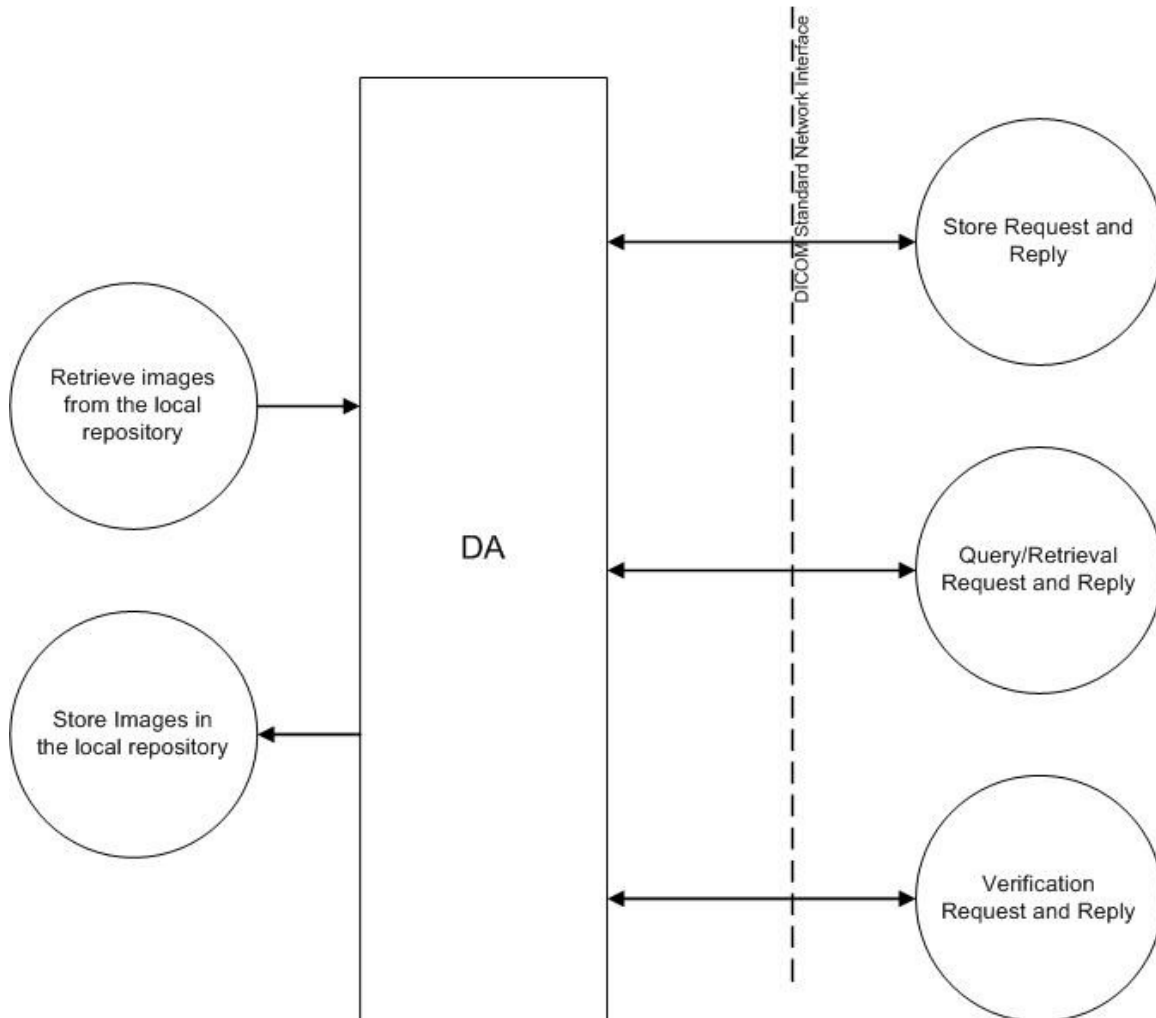 DICOM Standard Network Interface
Store Request and
Reply
Retrieve images
from the local
repository
DA
Query/Retrieval
Request and Reply
Store Images in
the local repository
Verification
Request and Reply